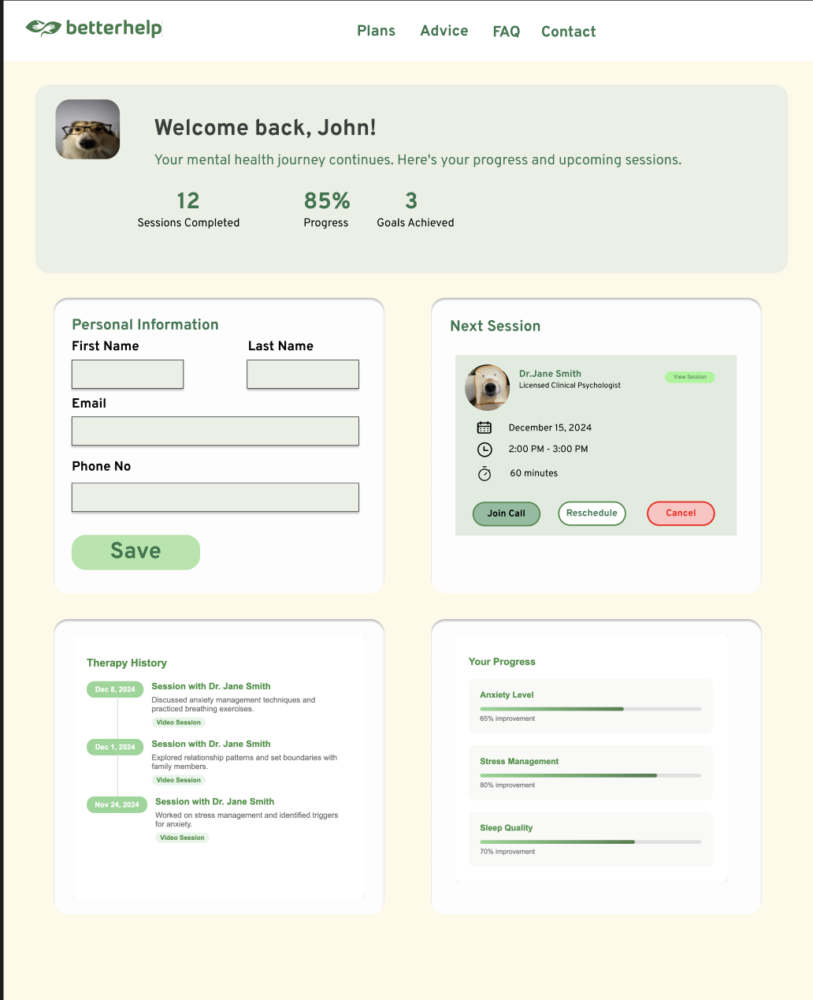 betterhelp
Plans
Advice
FAQ
Contact
Welcome back, John!
Your mental health journey continues. Here's your progress and upcoming sessions.
12
Sessions Completed
85%
Progress
3
Goals Achieved
Personal Information
First Name
Last Name
Email
Phone No
Save
Next Session
Dr.Jane Smith
Licensed Clinical Psychologist
View Session
December 15, 2024
2:00 PM - 3:00 PM
60 minutes
Join Call
Reschedule
Cancel
Therapy History
Dec 8, 2024
Session with Dr. Jane Smith
Discussed anxiety management techniques and
practiced breathing exercises.
Video Session
Dec 1, 2024
Session with Dr. Jane Smith
Explored relationship patterns and set boundaries with
family members.
Video Session
Nov 24, 2024
Session with Dr. Jane Smith
Worked on stress management and identified triggers
for anxiety.
Video Session
Your Progress
Anxiety Level
65% improvement
Stress Management
80% improvement
Sleep Quality
70% improvement